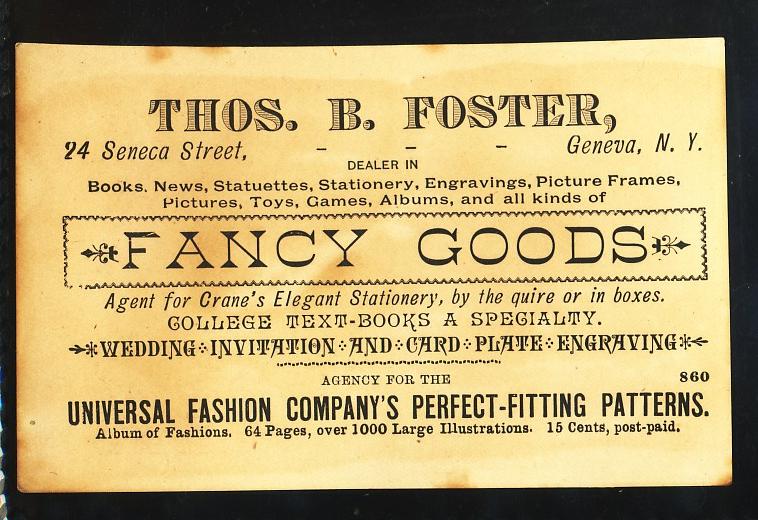 THOS. B. FOSTER,
24 Seneca Street, - - - Geneva, N. Y.
DEALER IN
Books. News, Statuettes, Stationery, Engravings, Picture Frames,
Pictures, Toys, Games, Albums, and all kinds of
FANCY GOODS
Agent for Crane's Elegant Stationery, by the quire or in boxes.
COLLEGE TEXT-BOOKS A SPECIALTY.
WEDDING INVITATION AND CARD PLATE ENGRAVING
AGENCY FOR THE 860
UNIVERSAL FASHION COMPANY'S PERFECT-FITTING PATTERNS.
Album of Fashions. 64 Pages, over 1000 Large Illustrations. 15 Cents, post-paid.